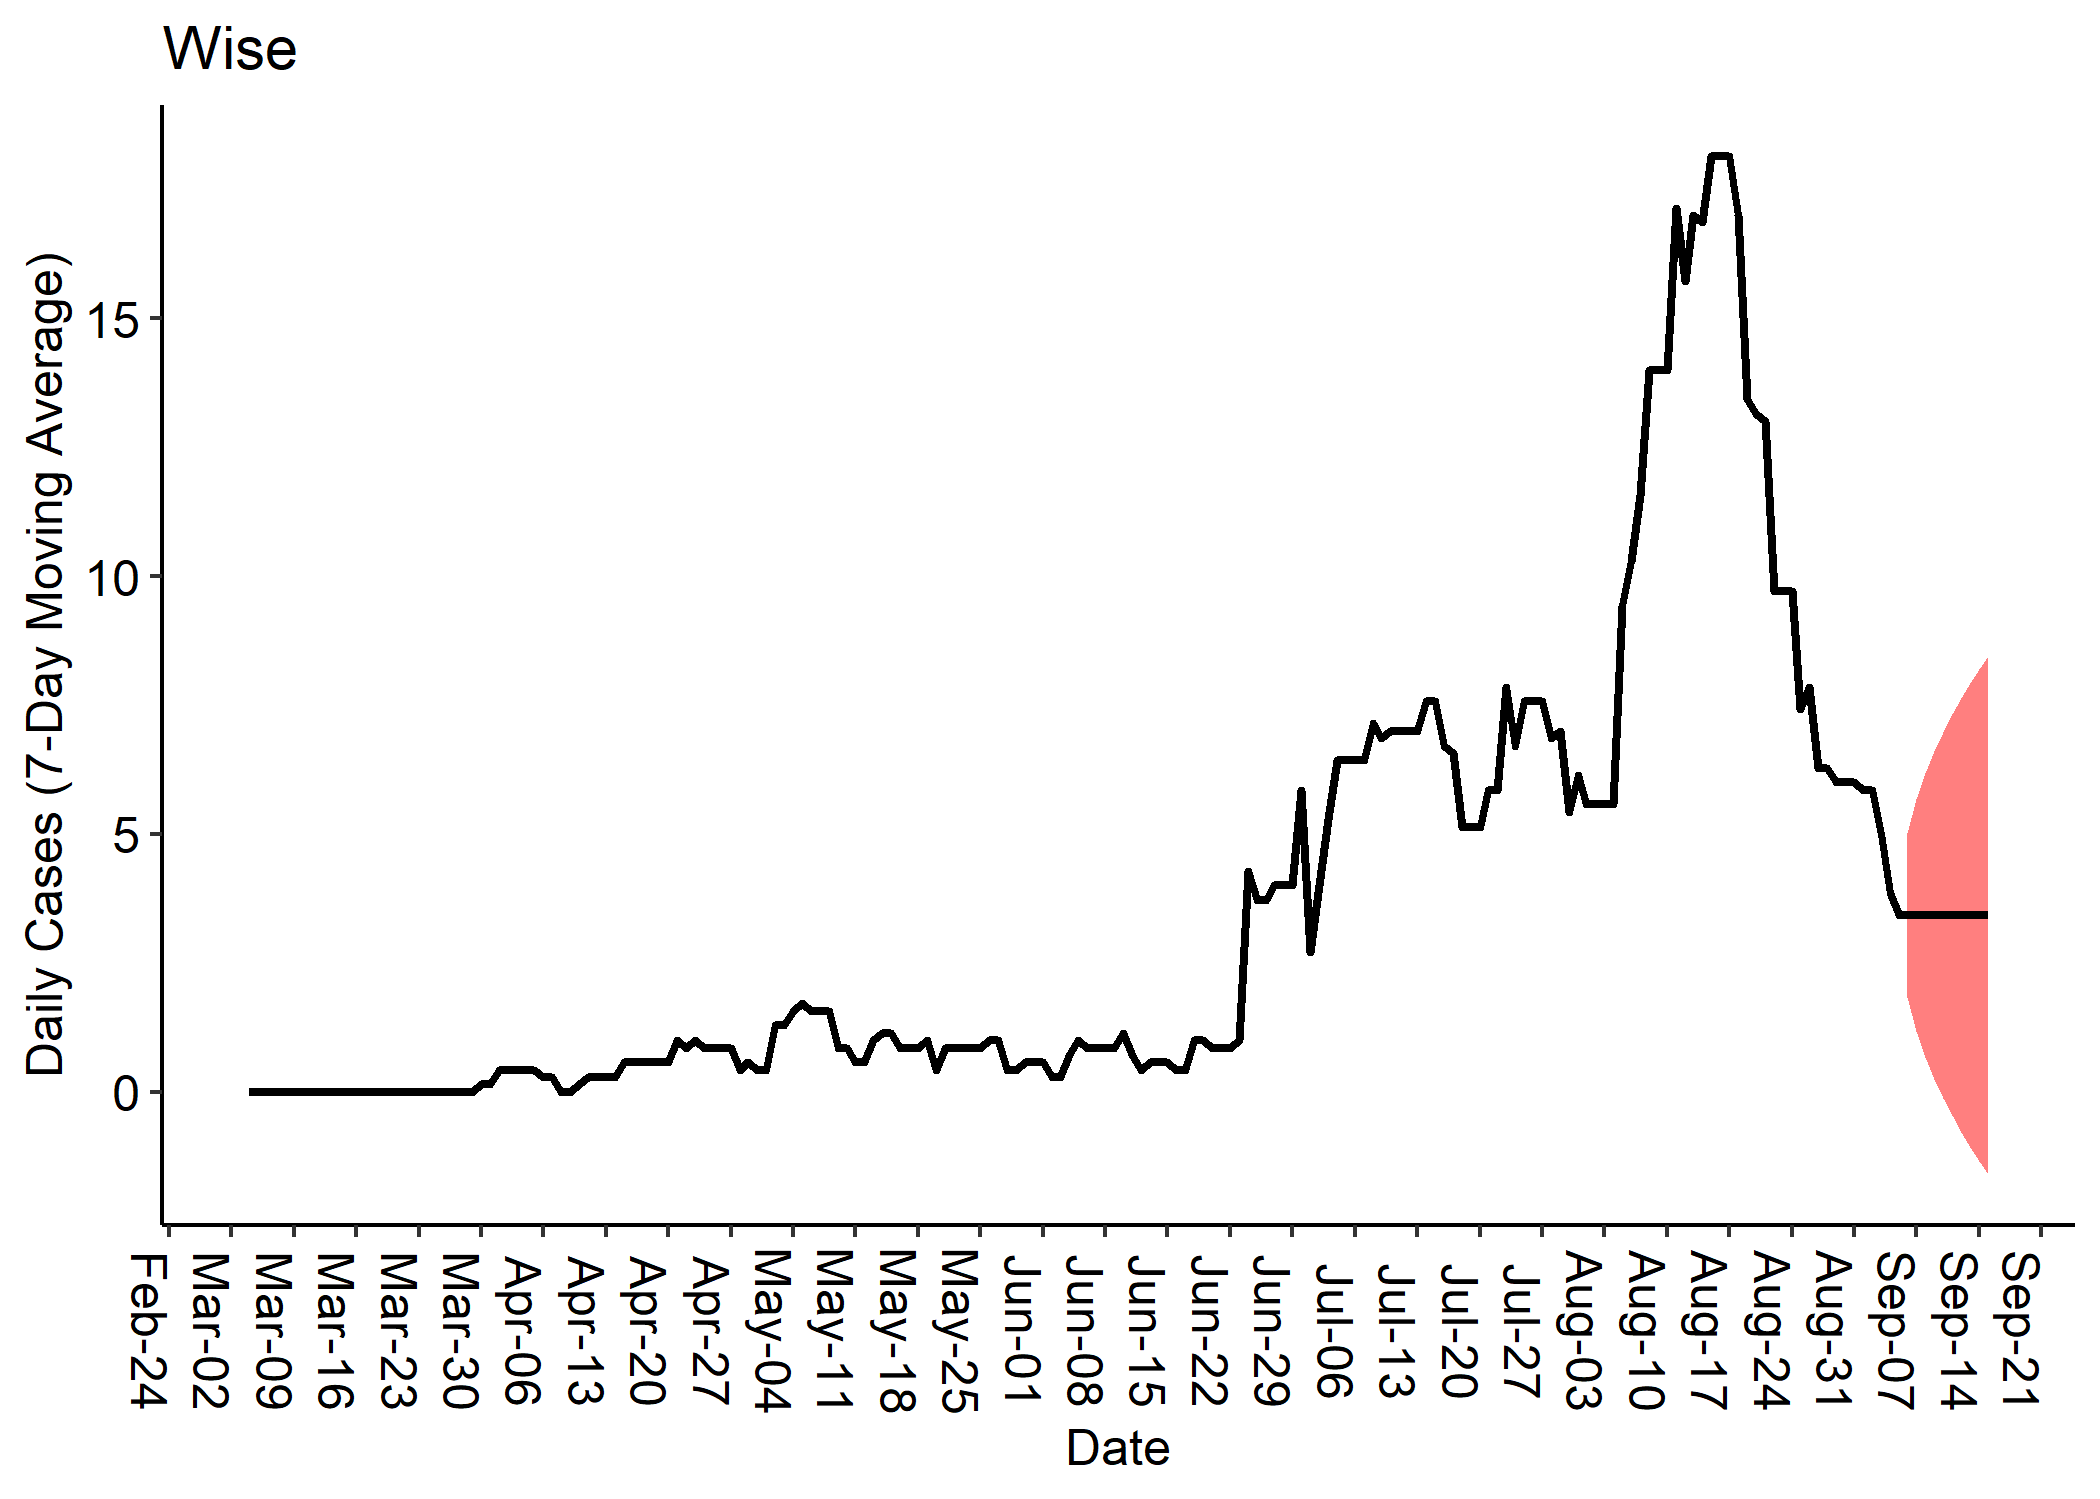 Wise
Daily Cases (7-Day Moving Average)
15
10
5
0
Feb-24
Mar-02
Mar-09
Mar-16
Mar-23
Mar-30
Apr-06
Apr-13
Apr-20
Apr-27
May-04
May-11
May-18
May-25
Jun-01
Jun-08
Jun-15
Jun-22
Jun-29
Jul-06
Jul-13
Jul-20
Jul-27
Aug-03
Aug-10
Aug-17
Aug-24
Aug-31
Sep-07
Sep-14
Sep-21
Date